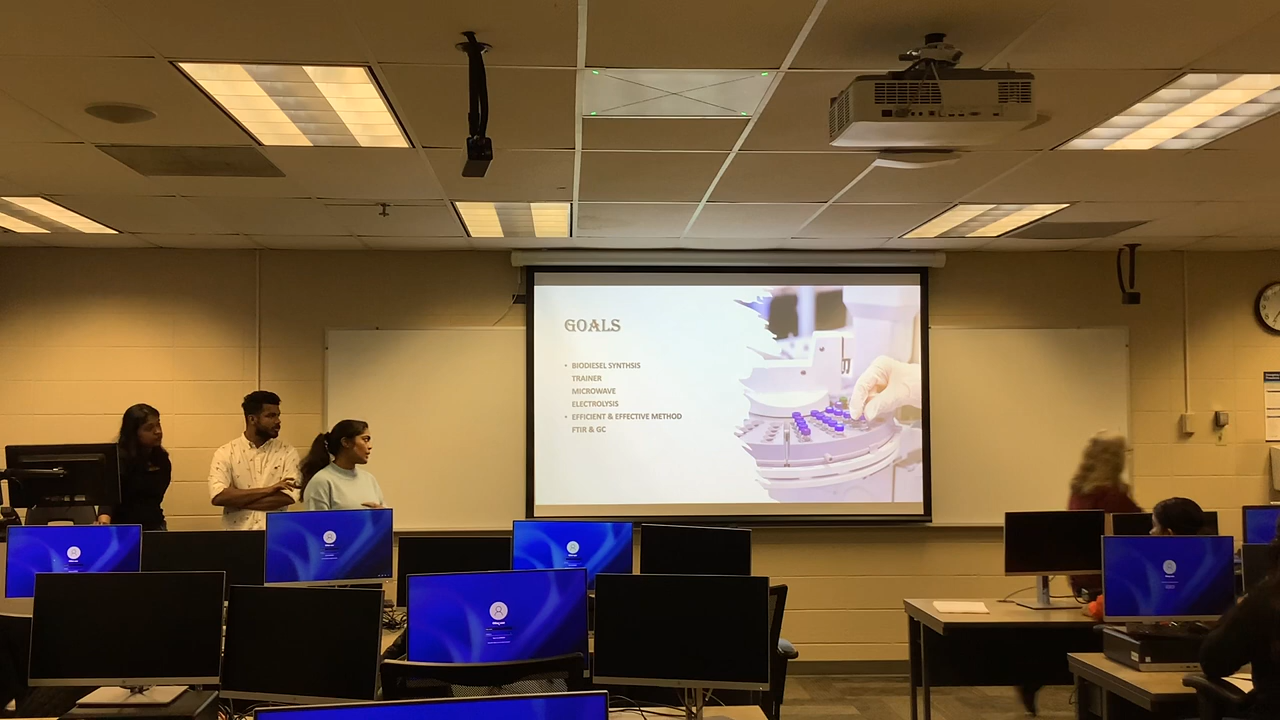 GOALS
• BIODIESEL SYNTHSIS
TRAINER
MICROWAVE
ELECTROLYSIS
• EFFICIENT & EFFECTIVE METHOD
FTIR & GC